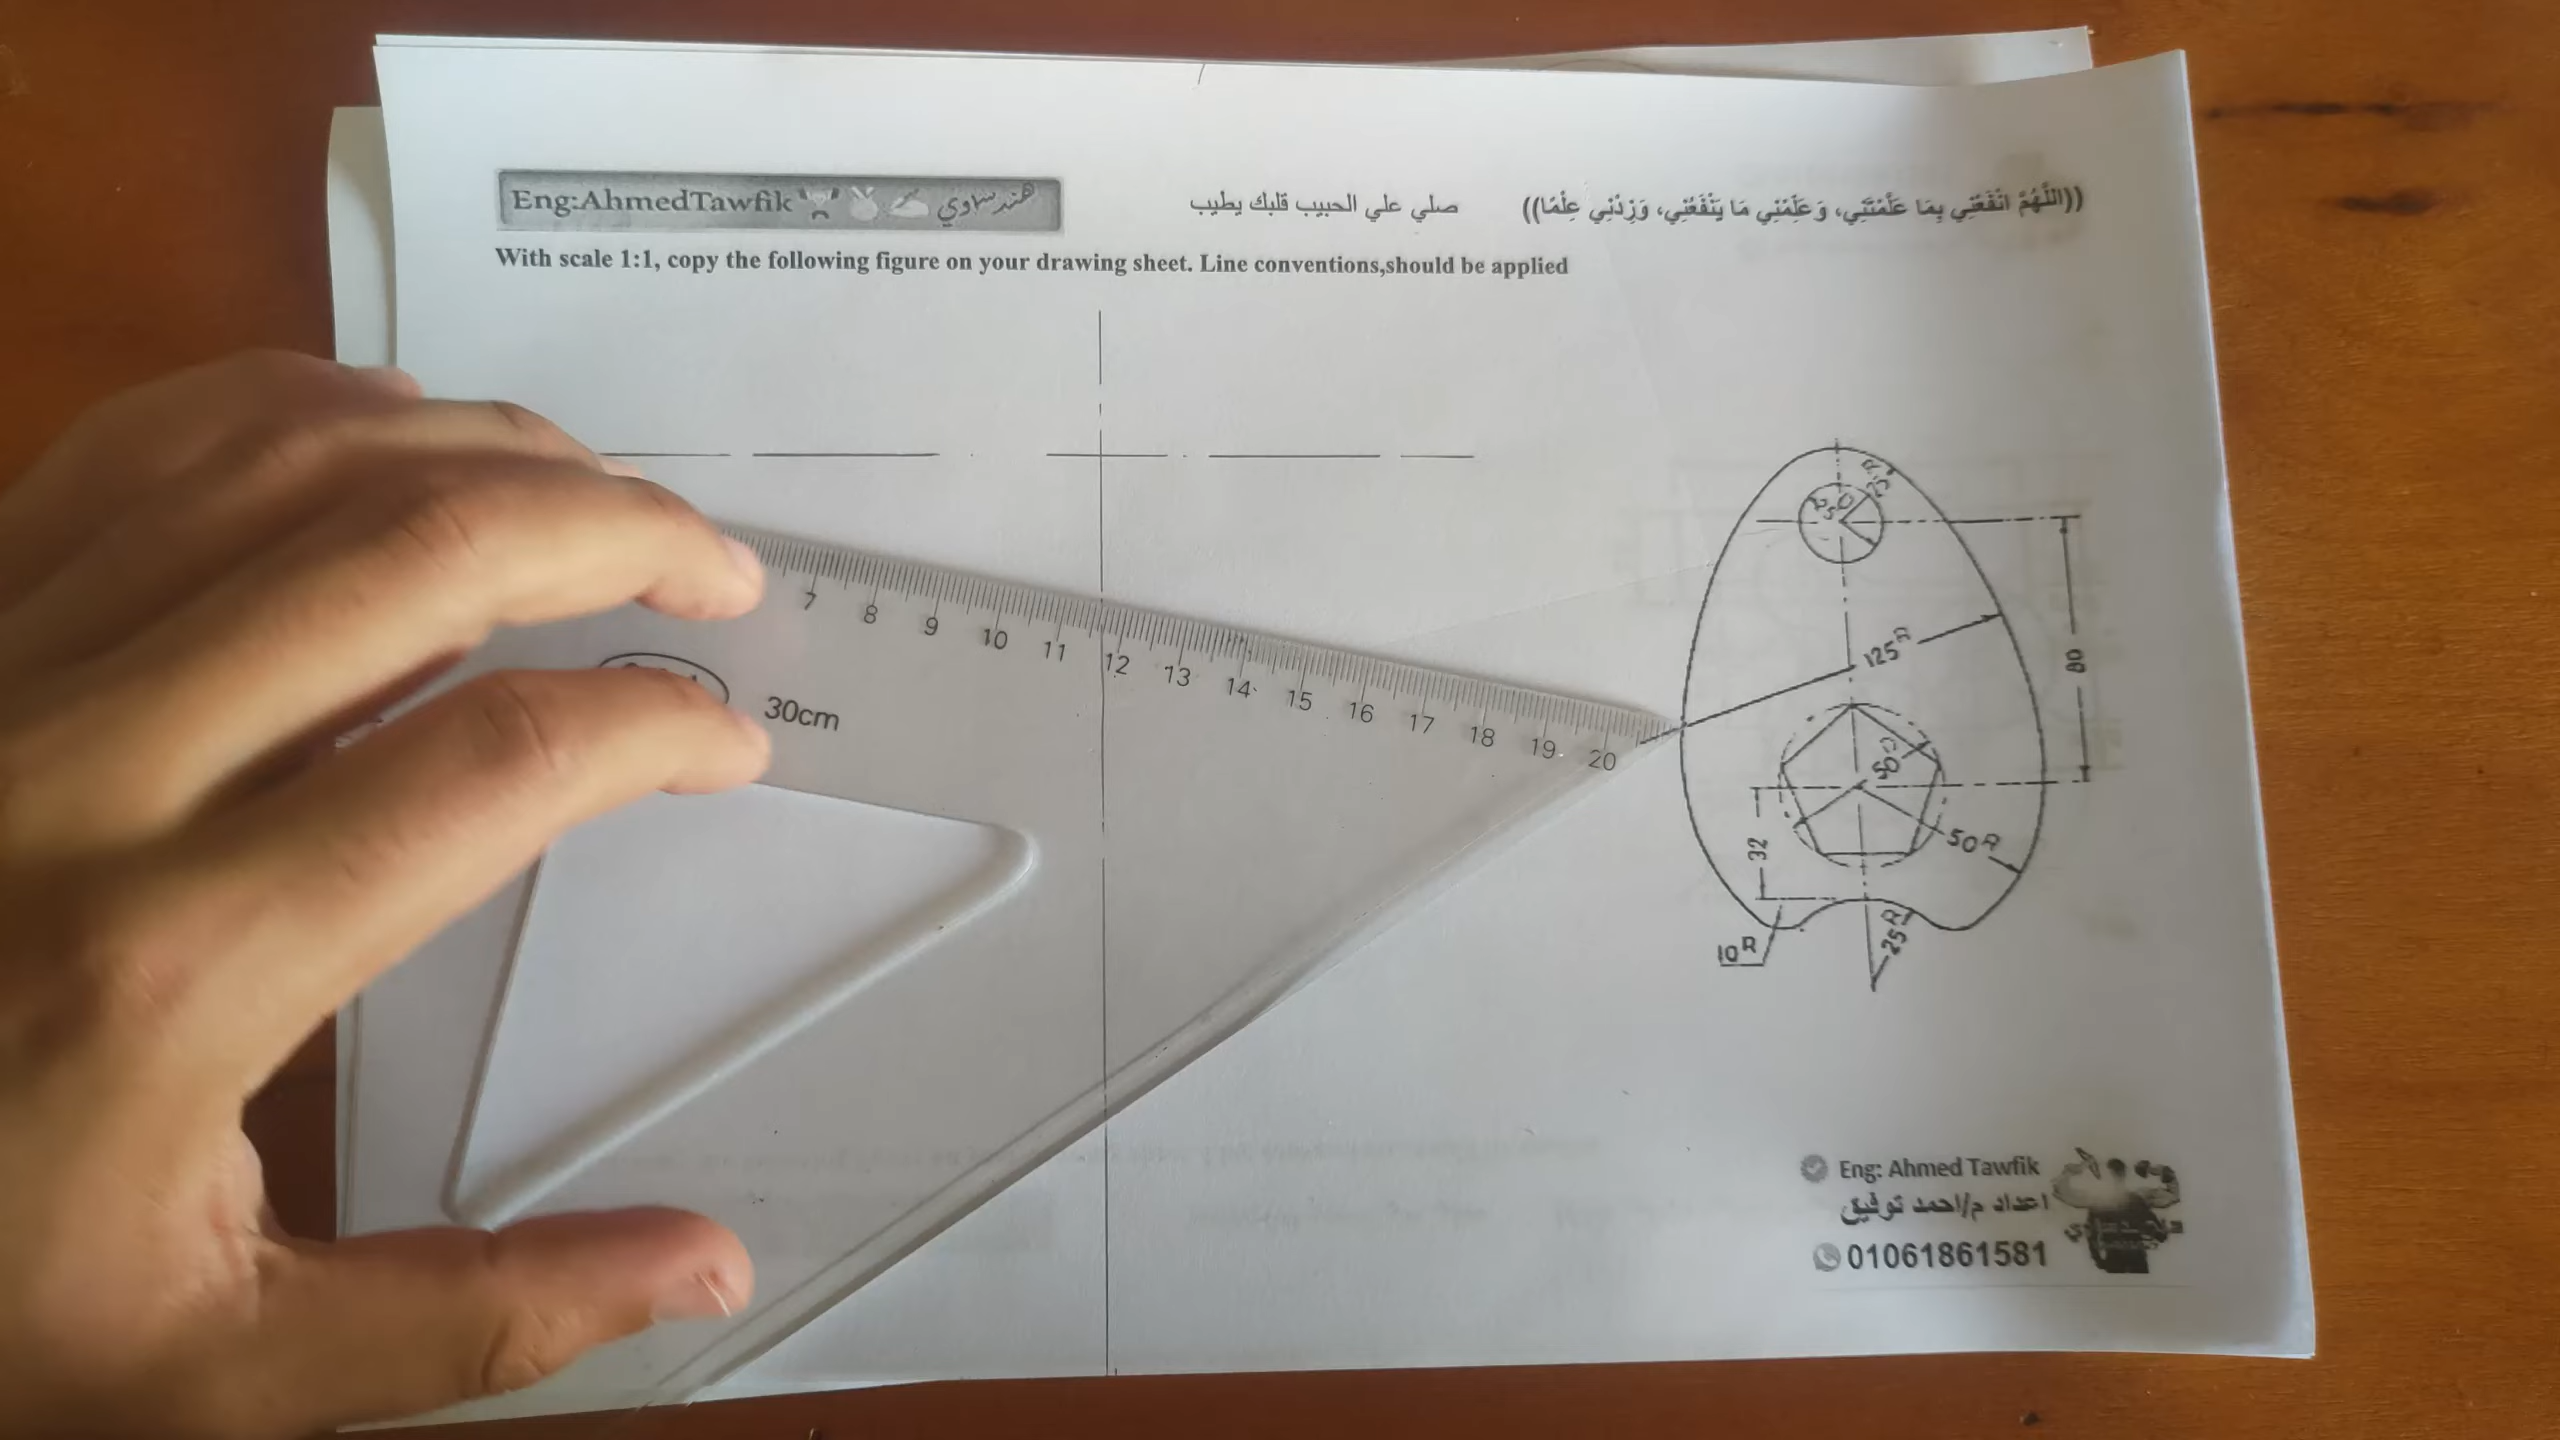 Eng:AhmedTawfik هندساوي
صلي علي الحبيب قلبك يطيب
((اللَّهُمَّ انْفَعْنِي بِمَا عَلَّمْتَنِي، وَعَلِّمْنِي مَا يَنْفَعُنِي، وَزِدْنِي عِلْمًا))
With scale 1:1, copy the following figure on your drawing sheet. Line conventions,should be applied
7 8 9 10 11 12 13 14 15 16 17 18 19 20
30cm
125R
80
50
50R
32
10R
25R
Eng: Ahmed Tawfik
اعداد م/احمد توفيق
01061861581